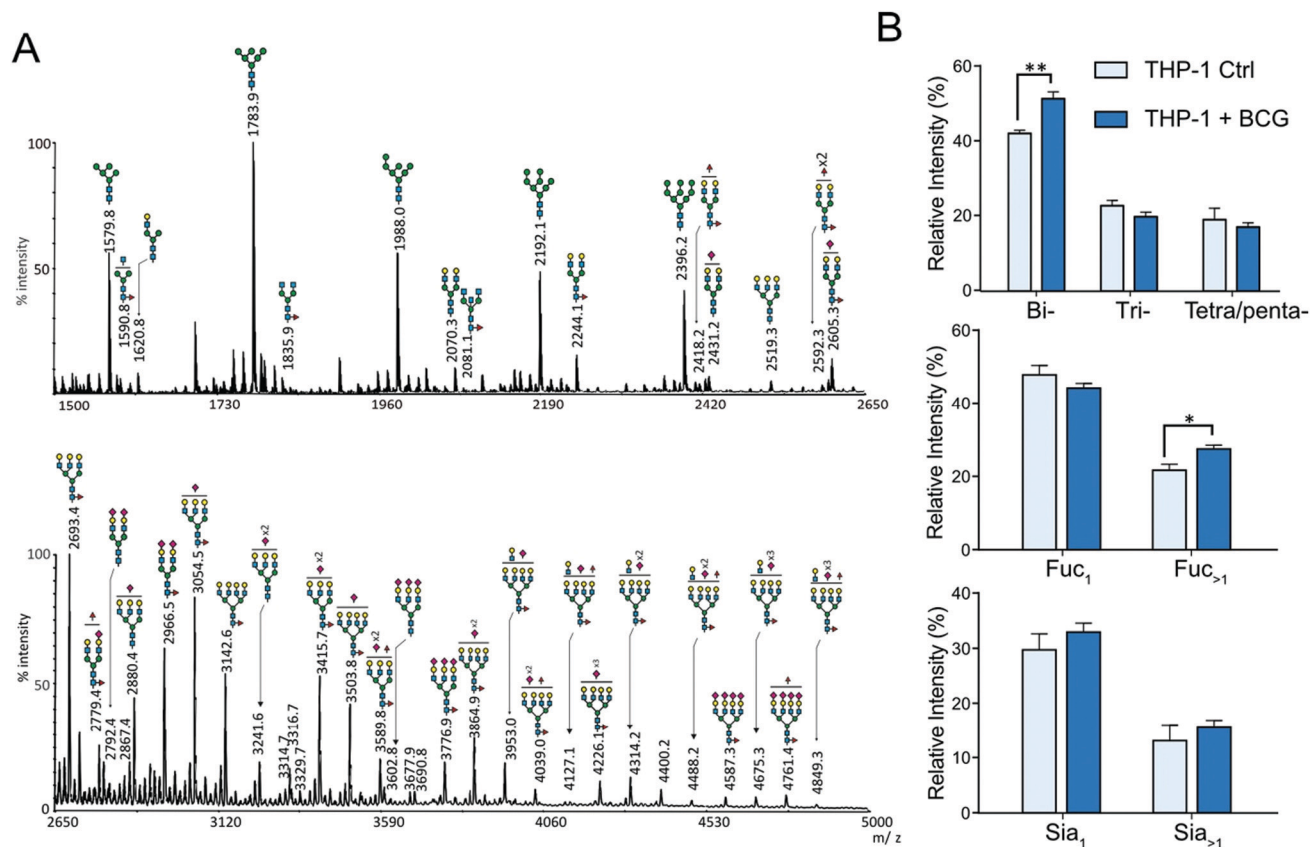 A
% intensity
100
50
1579.8
1590.8
1620.8
1783.9
1835.9
1988.0
2070.3
2081.1
2192.1
2244.1
2396.2
2418.2
2431.2
2519.3
2592.3
x2
2605.3
1500 1730 1960 2190 2420 2650
% intensity
100
50
0
2693.4
2779.4
2792.4
2867.4
2880.4
2966.5
3054.5
3142.6
x2
3241.6
3314.7
3316.7
3329.7
x2
3415.7
3503.8
x2
3589.8
3602.8
3677.9
3690.8
3776.9
x2
3864.9
3953.0
x2
4039.0
4127.1
x3
4226.1
x2
4314.2
4400.2
x2
4488.2
4587.3
x3
4675.3
4761.4
x3
4849.3
2650 3120 3590 4060 4530 5000
m/ z
B
THP-1 Ctrl
THP-1 + BCG
Relative Intensity (%)
60
40
20
0
**
Bi- Tri- Tetra/penta-
Relative Intensity (%)
60
40
20
0
*
Fuc1 Fuc>1
Relative Intensity (%)
40
30
20
10
0
Sia1 Sia>1